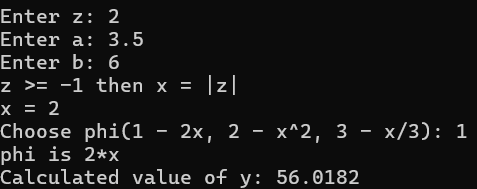 Enter z: 2
Enter a: 3.5
Enter b: 6
z >= -1 then x = |z|
x = 2
Choose phi(1 - 2x, 2 - x^2, 3 - x/3): 1
phi is 2*x
Calculated value of y: 56.0182